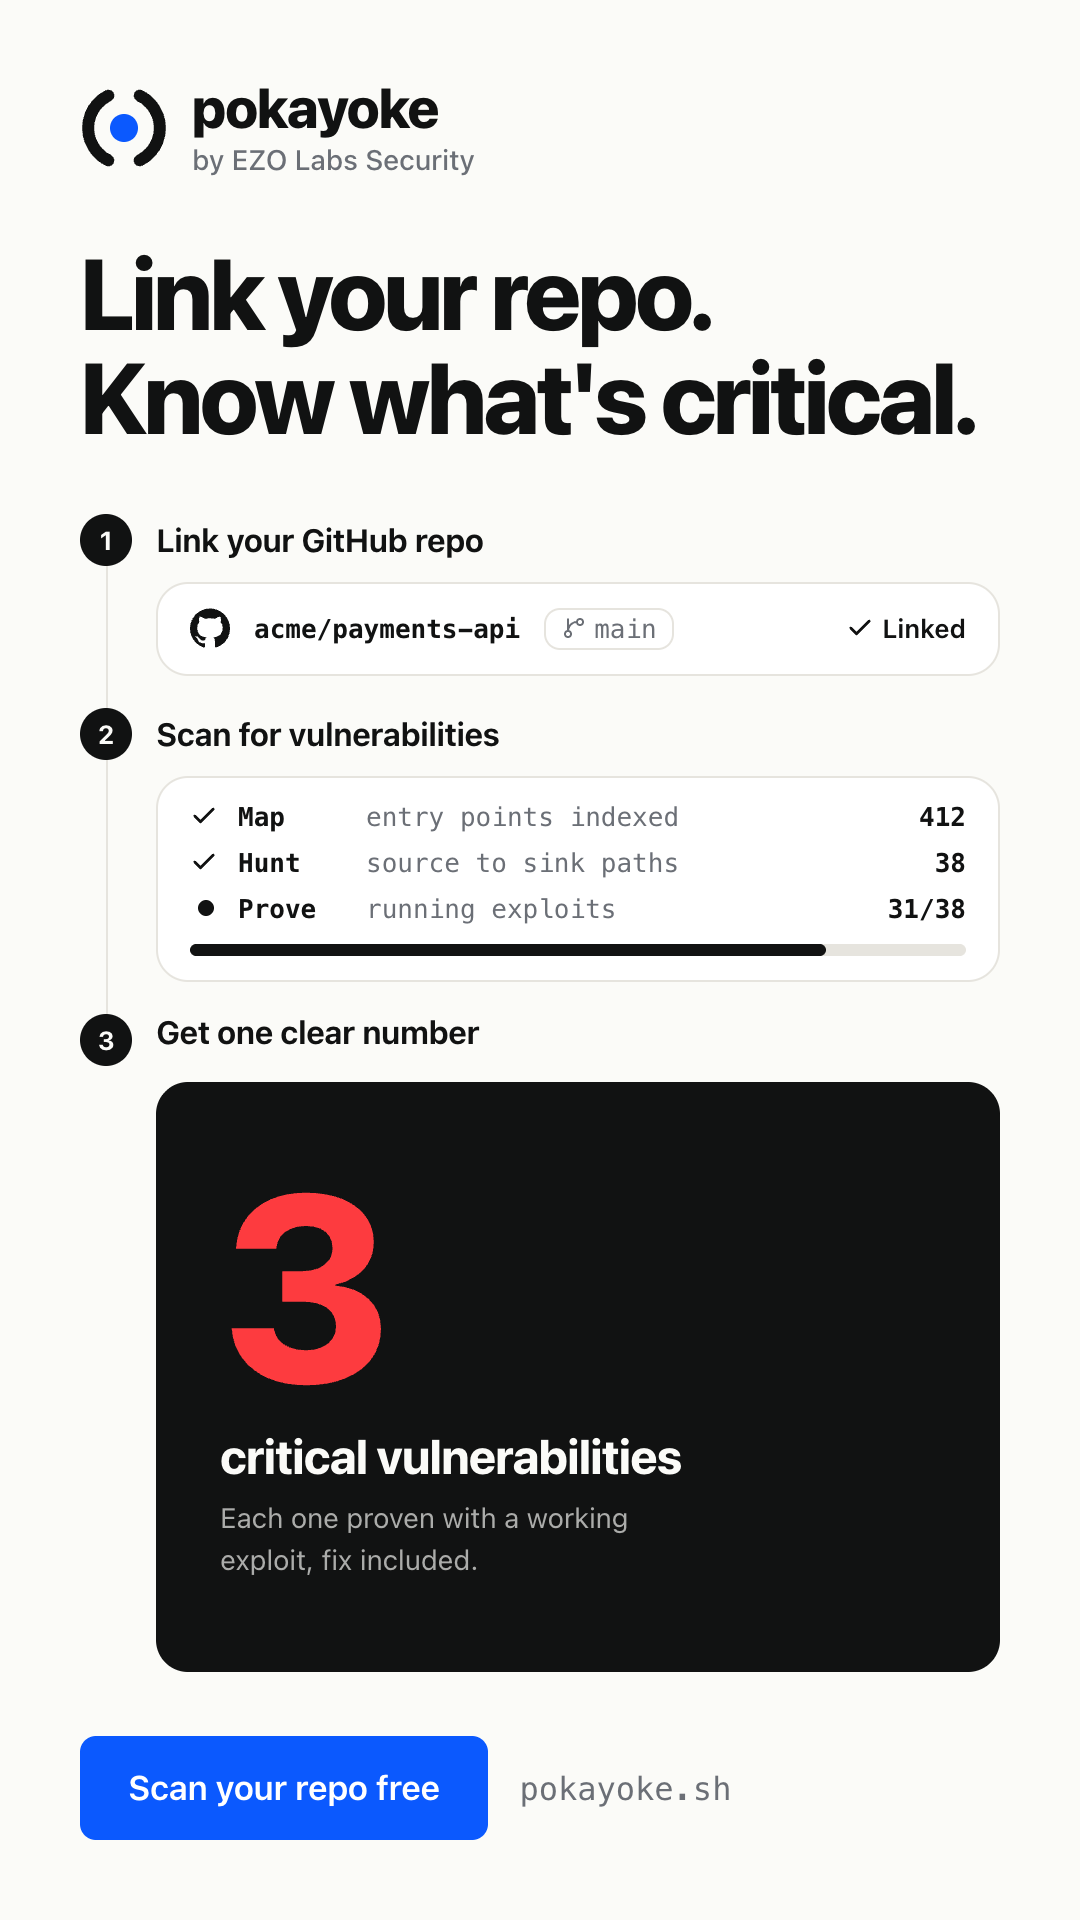 pokayoke
by EZO Labs Security
Link your repo.
Know what's critical.
1 Link your GitHub repo
acme/payments-api main Linked
2 Scan for vulnerabilities
Map entry points indexed 412
Hunt source to sink paths 38
Prove running exploits 31/38
3 Get one clear number
3
critical vulnerabilities
Each one proven with a working
exploit, fix included.
Scan your repo free pokayoke.sh